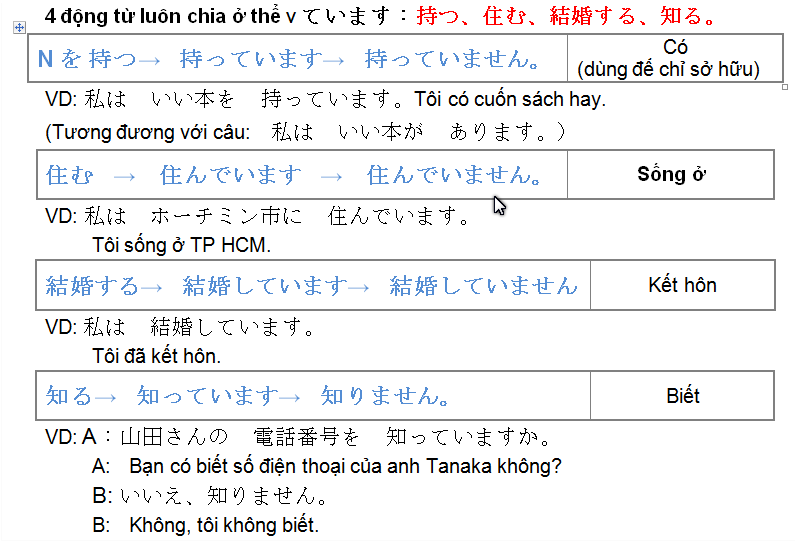 4 động từ luôn chia ở thể v ています：持つ、住む、結婚する、知る。
N を 持つ→ 持っています→ 持っていません。
Có
(dùng để chỉ sở hữu)
VD: 私は いい本を 持っています。Tôi có cuốn sách hay.
(Tương đương với câu: 私は いい本が あります。）
住む → 住んでいます → 住んでいません。
Sống ở
VD: 私は ホーチミン市に 住んでいます。
Tôi sống ở TP HCM.
結婚する→ 結婚しています→ 結婚していません
Kết hôn
VD: 私は 結婚しています。
Tôi đã kết hôn.
知る→ 知っています→ 知りません。
Biết
VD: A：山田さんの 電話番号を 知っていますか。
A: Bạn có biết số điện thoại của anh Tanaka không?
B: いいえ、知りません。
B: Không, tôi không biết.